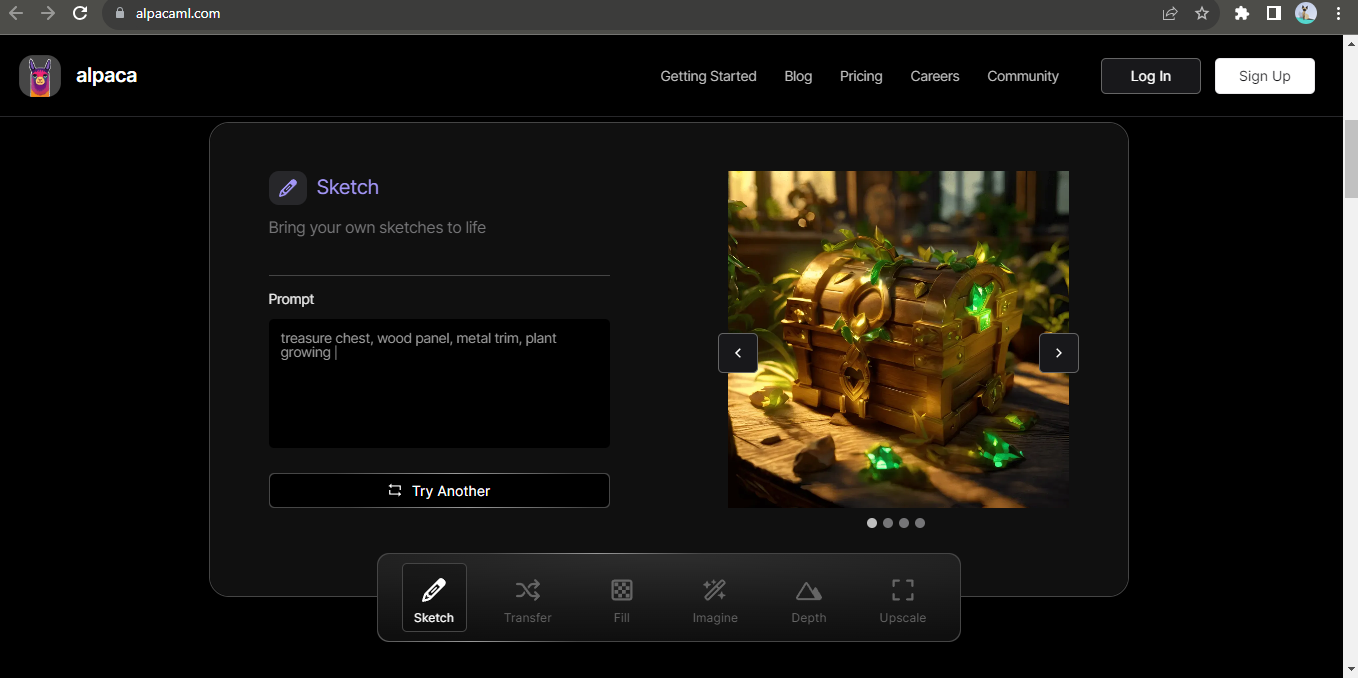 alpacaml.com
alpaca
Getting Started Blog Pricing Careers Community Log In Sign Up
Sketch
Bring your own sketches to life
Prompt
treasure chest, wood panel, metal trim, plant
growing |
Try Another
Sketch Transfer Fill Imagine Depth Upscale